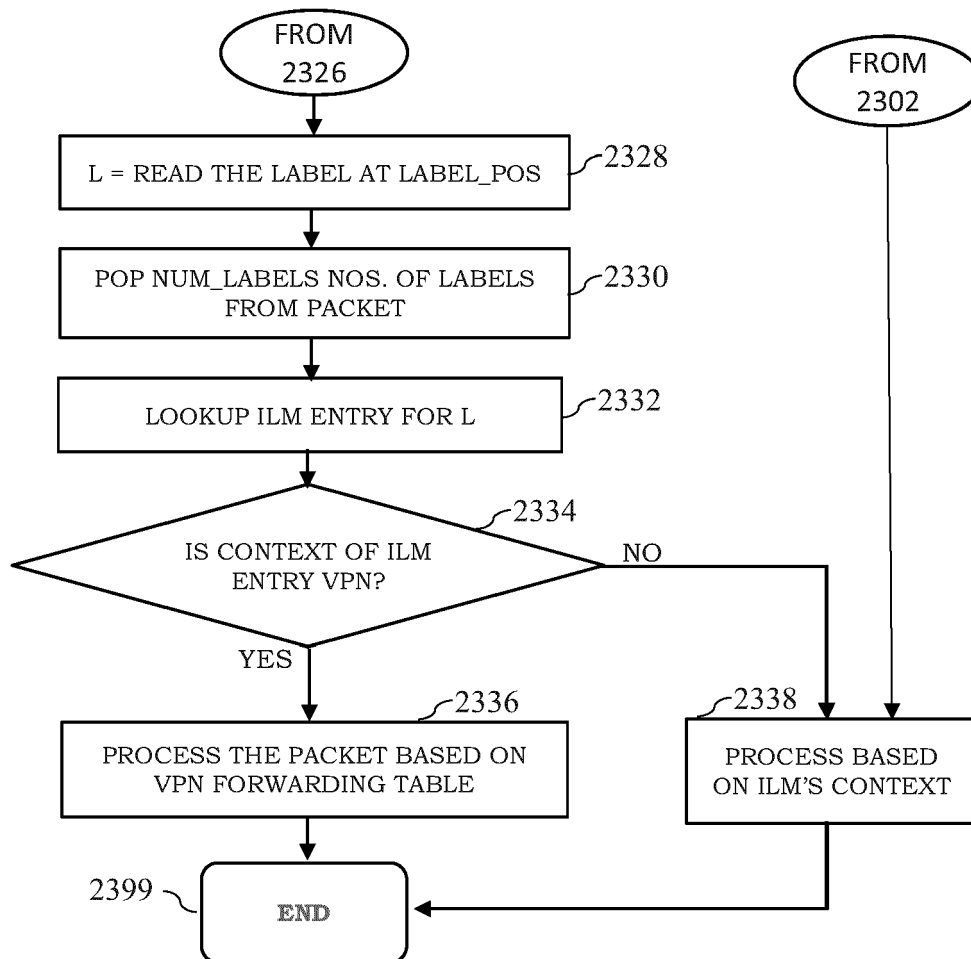 FROM
2326
FROM
2302
L = READ THE LABEL AT LABEL_POS
2328
POP NUM_LABELS NOS. OF LABELS
FROM PACKET
2330
LOOKUP ILM ENTRY FOR L
2332
2334
IS CONTEXT OF ILM
ENTRY VPN?
NO
YES
2336
2338
PROCESS THE PACKET BASED ON
VPN FORWARDING TABLE
PROCESS BASED
ON ILM'S CONTEXT
2399
END